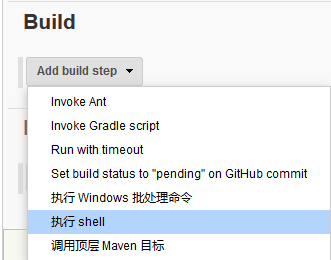 Build
Add build step
Invoke Ant
Invoke Gradle script
Run with timeout
Set build status to "pending" on GitHub commit
执行 Windows 批处理命令
执行 shell
调用顶层 Maven 目标